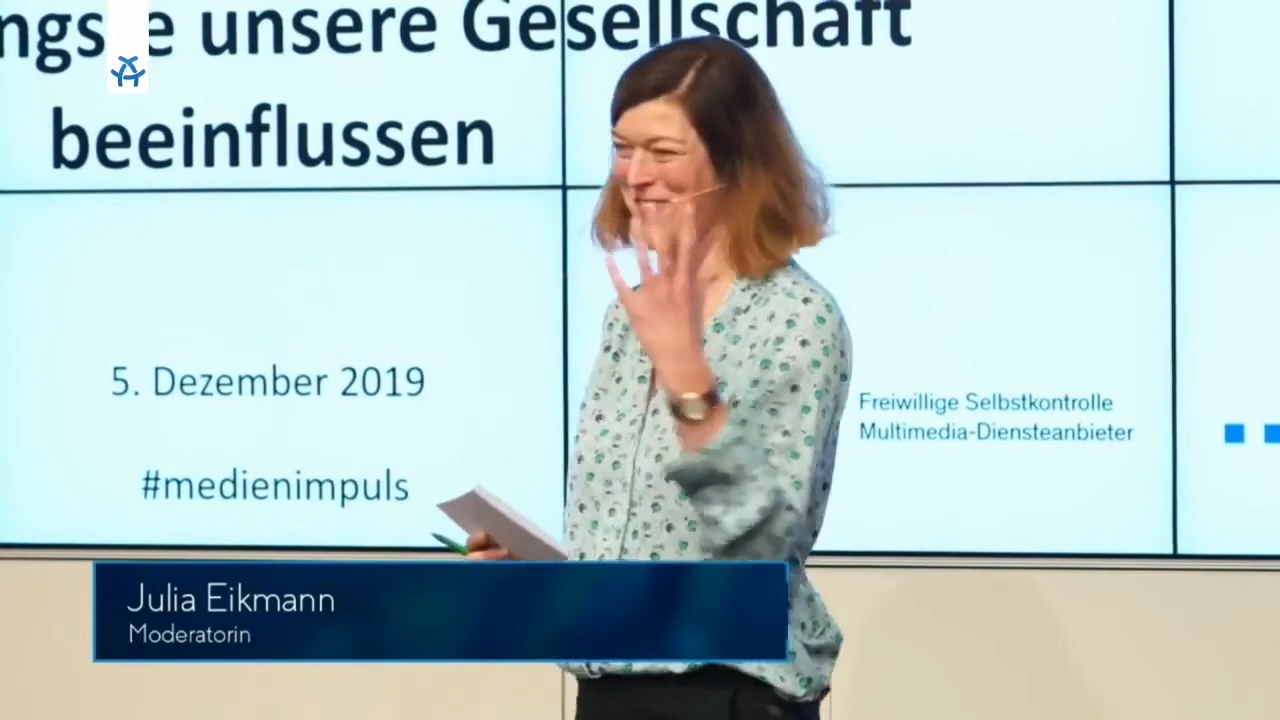 unsere Gesellschaft
beeinflussen
5. Dezember 2019
#medienimpuls
Freiwillige Selbstkontrolle
Multimedia-Diensteanbieter
Julia Eikmann
Moderatorin